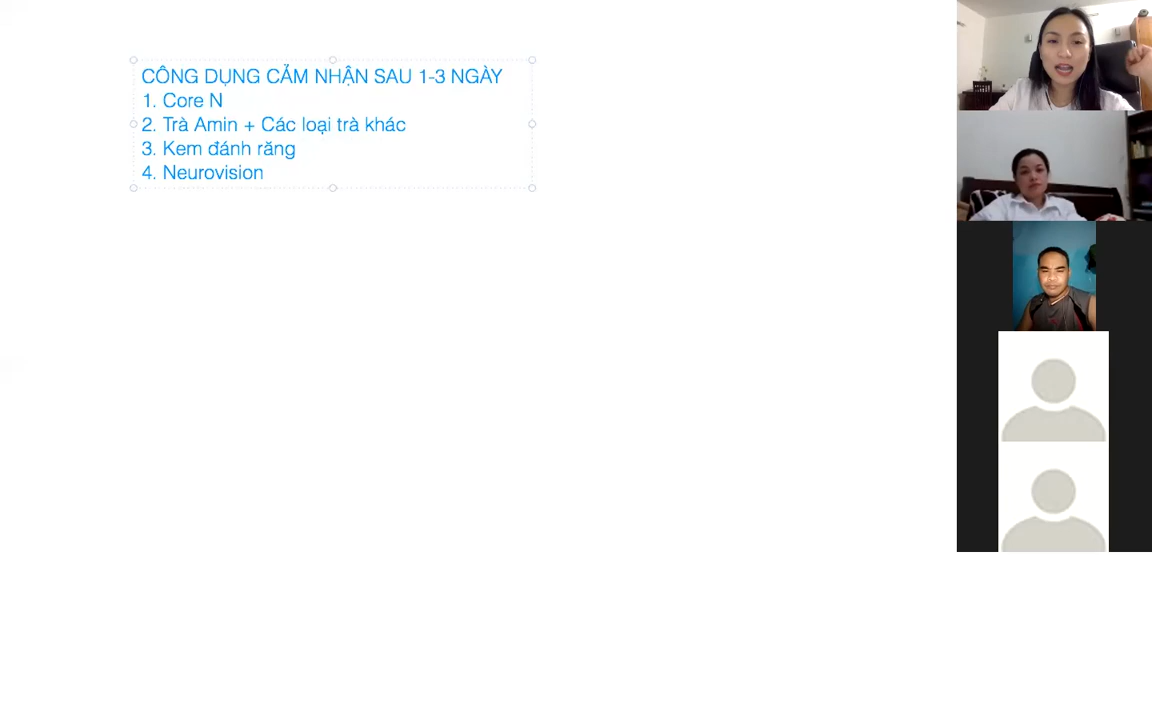 CÔNG DỤNG CẢM NHẬN SAU 1-3 NGÀY
1. Core N
2. Trà Amin + Các loại trà khác
3. Kem đánh răng
4. Neurovision